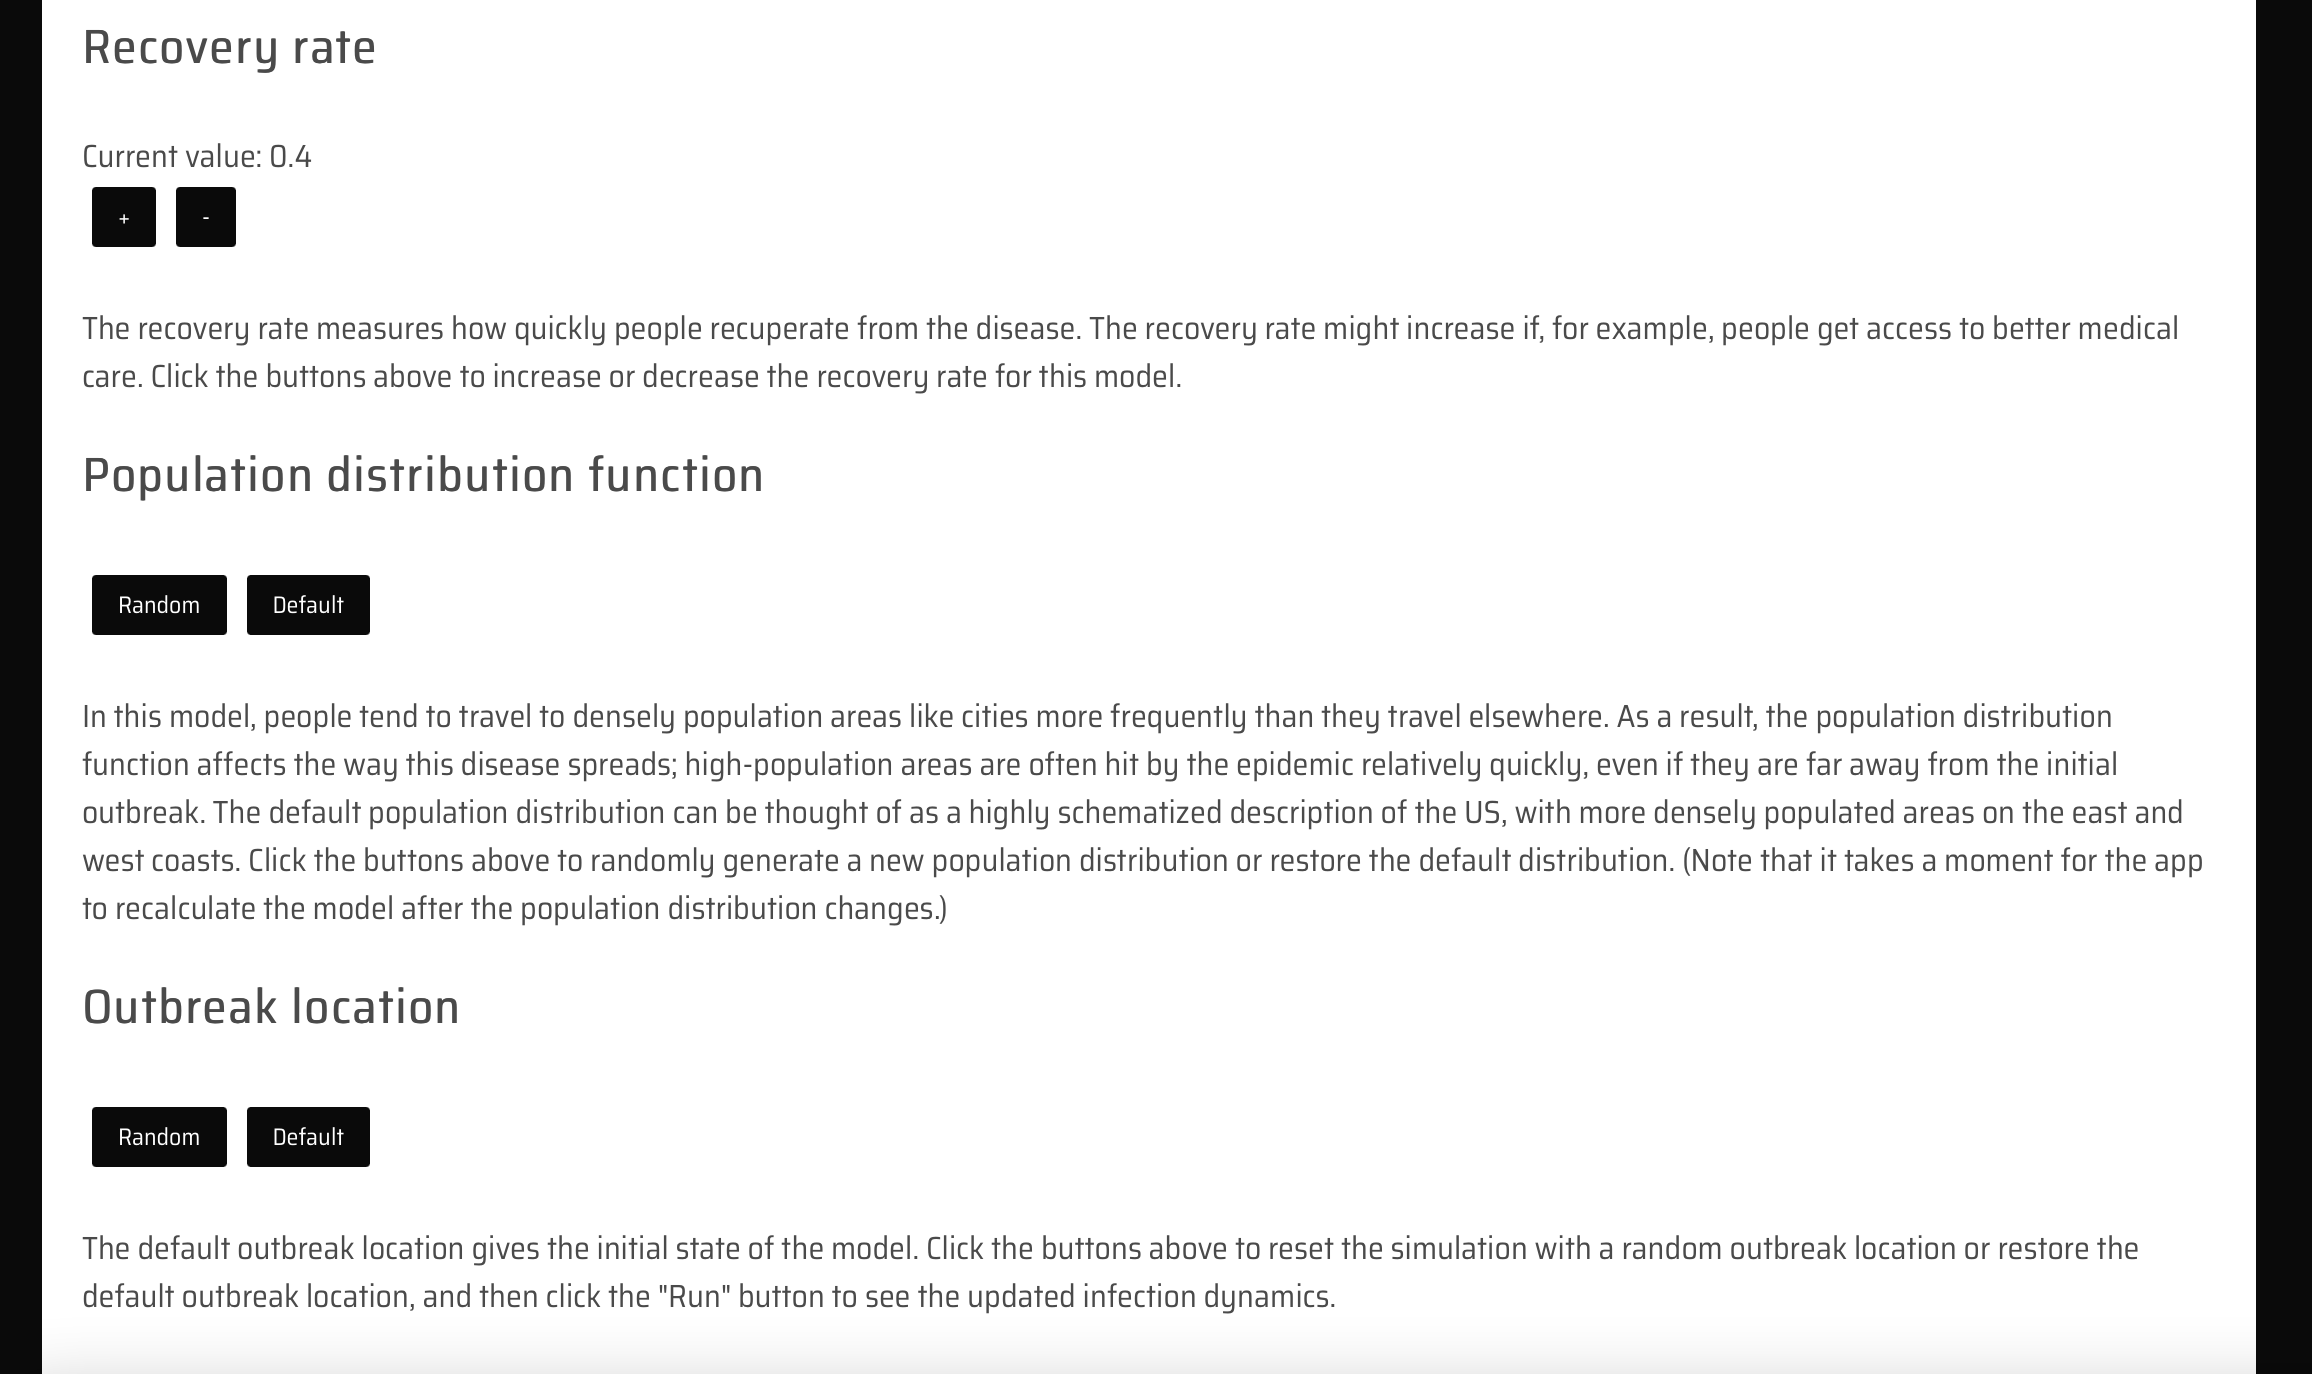 Recovery rate
Current value: 0.4
+ -
The recovery rate measures how quickly people recuperate from the disease. The recovery rate might increase if, for example, people get access to better medical
care. Click the buttons above to increase or decrease the recovery rate for this model.
Population distribution function
Random Default
In this model, people tend to travel to densely population areas like cities more frequently than they travel elsewhere. As a result, the population distribution
function affects the way this disease spreads; high-population areas are often hit by the epidemic relatively quickly, even if they are far away from the initial
outbreak. The default population distribution can be thought of as a highly schematized description of the US, with more densely populated areas on the east and
west coasts. Click the buttons above to randomly generate a new population distribution or restore the default distribution. (Note that it takes a moment for the app
to recalculate the model after the population distribution changes.)
Outbreak location
Random Default
The default outbreak location gives the initial state of the model. Click the buttons above to reset the simulation with a random outbreak location or restore the
default outbreak location, and then click the "Run" button to see the updated infection dynamics.